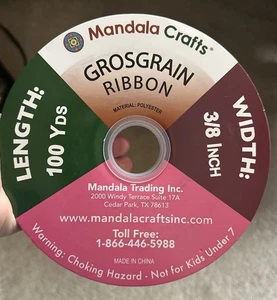 Mandala Crafts®
GROSGRAIN
RIBBON
MATERIAL: POLYESTER
LENGTH:
100 YDS
WIDTH:
3/8 INCH
Mandala Trading Inc.
2000 Windy Terrace Suite 17A
Cedar Park, TX 78613
www.mandalacraftsinc.com
Toll Free:
1-866-446-5988
MADE IN CHINA
Warning: Choking Hazard - Not for Kids Under 7